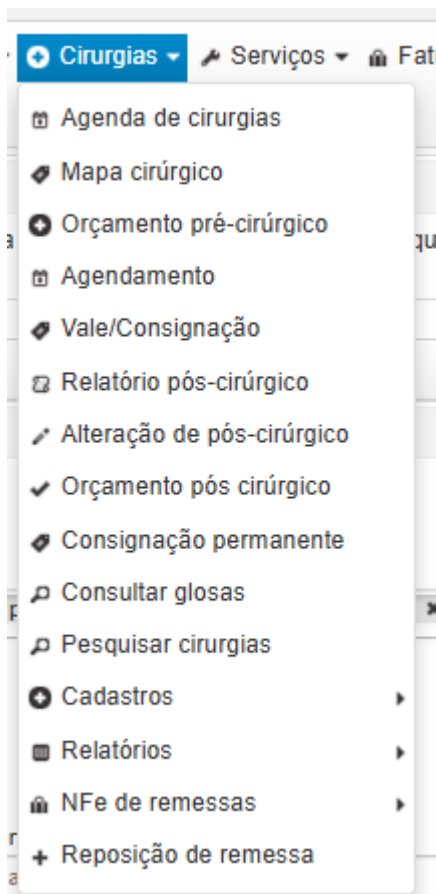 Cirurgias Serviços Fat
Agenda de cirurgias
Mapa cirúrgico
Orçamento pré-cirúrgico
Agendamento
Vale/Consignação
Relatório pós-cirúrgico
Alteração de pós-cirúrgico
Orçamento pós cirúrgico
Consignação permanente
Consultar glosas
Pesquisar cirurgias
Cadastros
Relatórios
NFe de remessas
Reposição de remessa